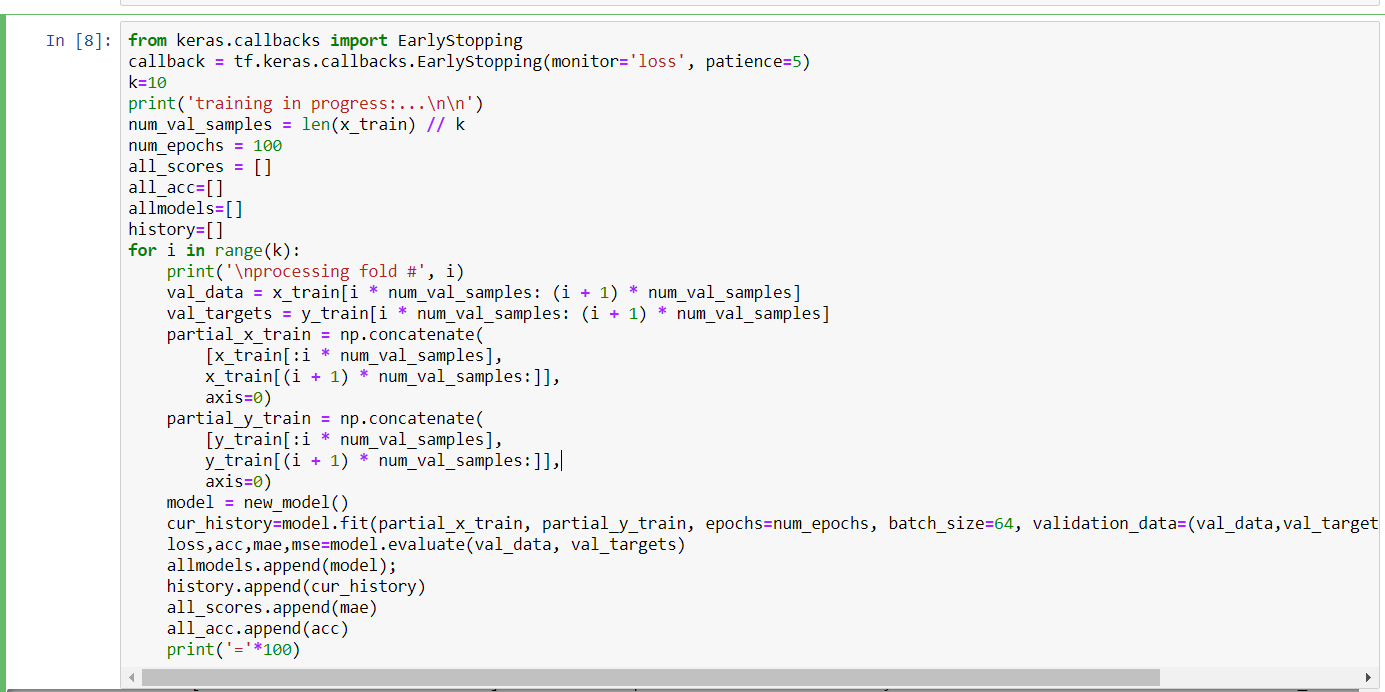 In [8]:
from keras.callbacks import EarlyStopping
callback = tf.keras.callbacks.EarlyStopping(monitor='loss', patience=5)
k=10
print('training in progress:...\n\n')
num_val_samples = len(x_train) // k
num_epochs = 100
all_scores = []
all_acc=[]
allmodels=[]
history=[]
for i in range(k):
    print('\nprocessing fold #', i)
    val_data = x_train[i * num_val_samples: (i + 1) * num_val_samples]
    val_targets = y_train[i * num_val_samples: (i + 1) * num_val_samples]
    partial_x_train = np.concatenate(
        [x_train[:i * num_val_samples],
        x_train[(i + 1) * num_val_samples:]],
        axis=0)
    partial_y_train = np.concatenate(
        [y_train[:i * num_val_samples],
        y_train[(i + 1) * num_val_samples:]],
        axis=0)
    model = new_model()
    cur_history=model.fit(partial_x_train, partial_y_train, epochs=num_epochs, batch_size=64, validation_data=(val_data,val_target
    loss,acc,mae,mse=model.evaluate(val_data, val_targets)
    allmodels.append(model);
    history.append(cur_history)
    all_scores.append(mae)
    all_acc.append(acc)
    print('='*100)